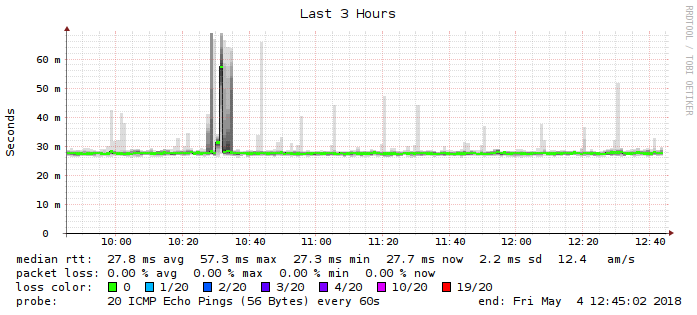 Last 3 Hours
RRDTOOL / TOBI OETIKER
Seconds
60 m
50 m
40 m
30 m
20 m
10 m
0
10:00 10:20 10:40 11:00 11:20 11:40 12:00 12:20 12:40
median rtt: 27.8 ms avg 57.3 ms max 27.3 ms min 27.7 ms now 2.2 ms sd 12.4 am/s
packet loss: 0.00 % avg 0.00 % max 0.00 % min 0.00 % now
loss color: 0 1/20 2/20 3/20 4/20 10/20 19/20
probe: 20 ICMP Echo Pings (56 Bytes) every 60s end: Fri May 4 12:45:02 2018